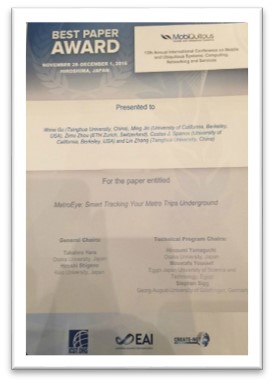 BEST PAPER
AWARD
NOVEMBER 28-DECEMBER 1, 2016
HIROSHIMA, JAPAN
MobiQuitous
13th Annual International Conference on Mobile
and Ubiquitous Systems: Computing,
Networking and Services
Presented to
Gu (Tsinghua University, China), Ming Jin (University of California, Berkeley,
USA), Zimu Zhou (ETH Zurich, Switzerland), Costas J. Spanos (University of
California, Berkeley, USA) and Lin Zhang (Tsinghua University, China)
For the paper entitled
MetroEye: Smart Tracking Your Metro Trips Underground
General Chairs:
Takahiro Hara
Osaka University, Japan
Hiroshi Shigeno
Keio University, Japan
Technical Program Chairs:
Hirozumi Yamaguchi
Osaka University, Japan
Moustafa Youssef
Egypt-Japan University of Science and
Technology, Egypt
Stephan Sigg
Georg-August University of Goettingen, Germany
ICST.ORG
EAI
CREATE-NET